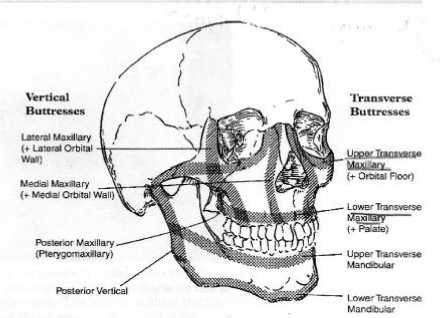 Vertical
Buttresses
Lateral Maxillary
(+ Lateral Orbital
Wall)
Medial Maxillary
(+ Medial Orbital Wall)
Posterior Maxillary
(Pterygomaxillary)
Posterior Vertical
Transverse
Buttresses
Upper Transverse
Maxillary
(+ Orbital Floor)
Lower Transverse
Maxillary
(+ Palate)
Upper Transverse
Mandibular
Lower Transverse
Mandibular